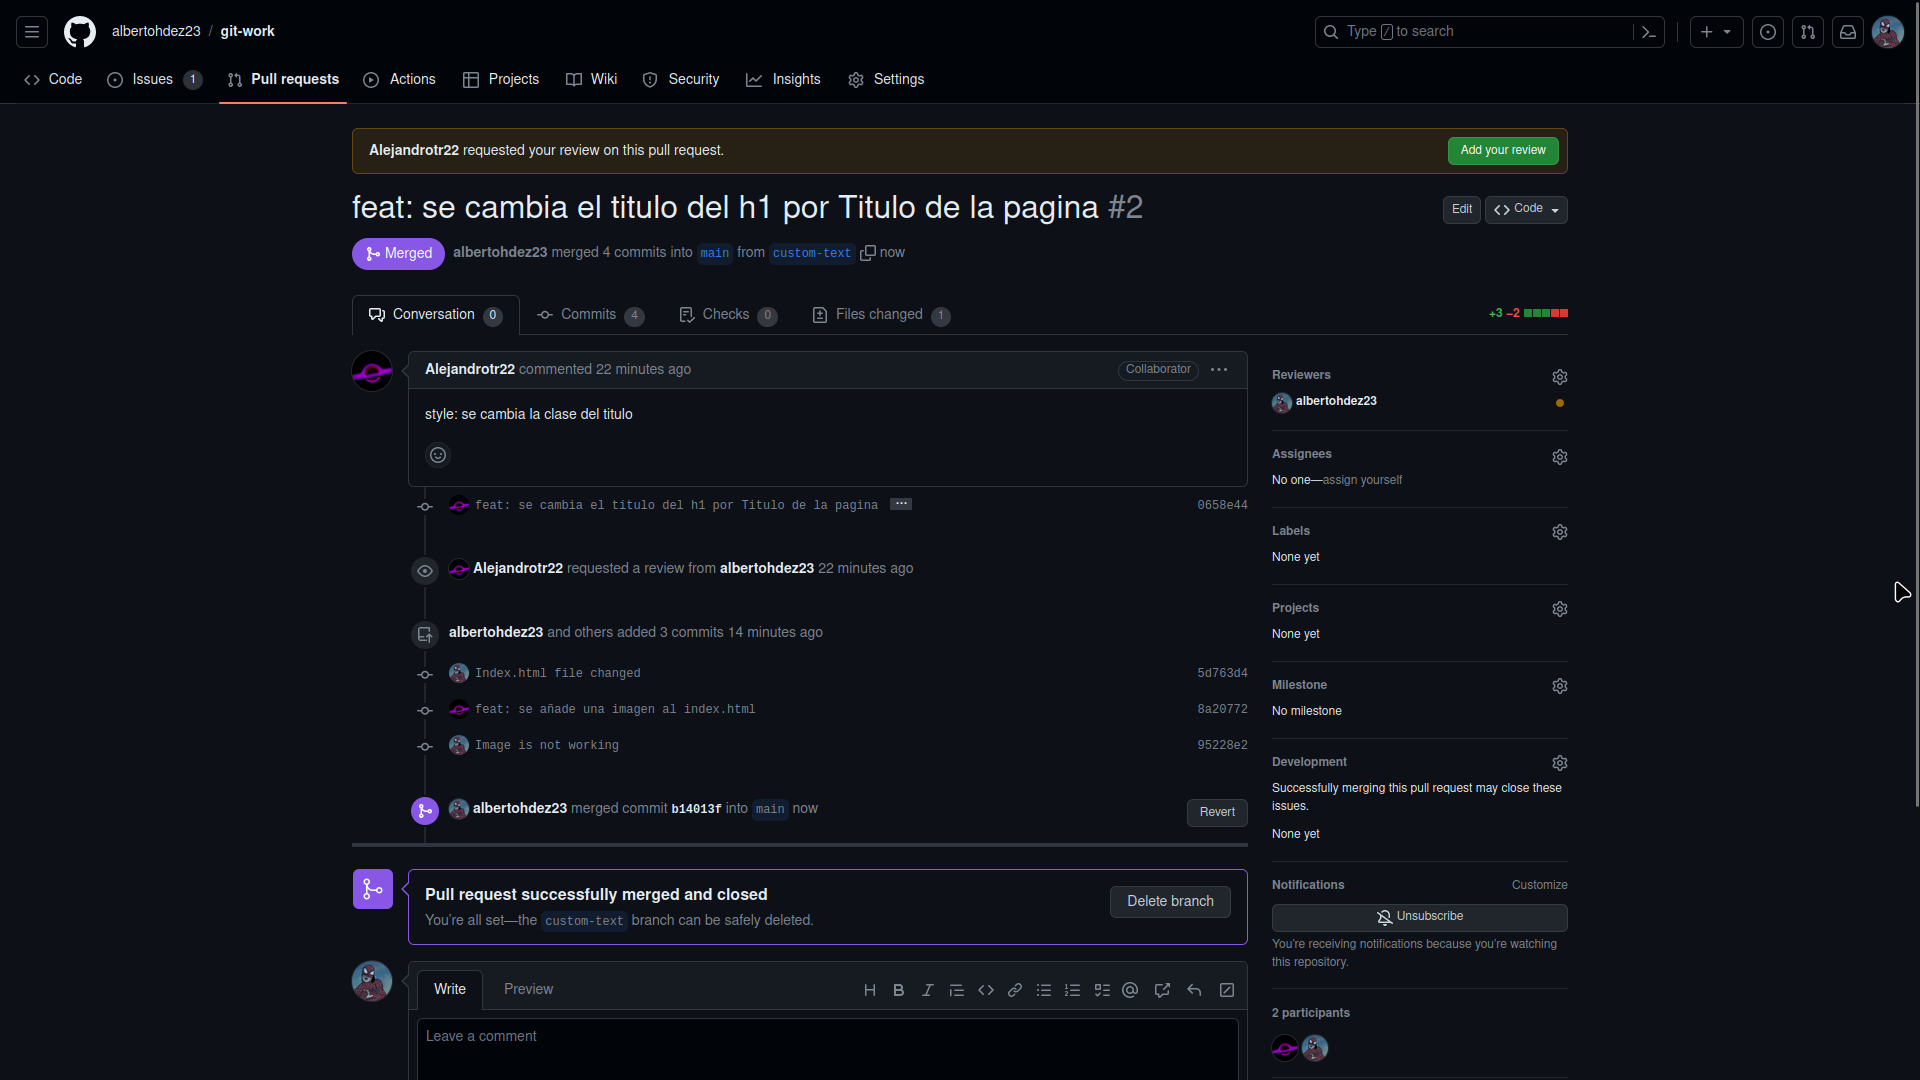 albertohdez23 / git-work
Type / to search
Code
Issues 1
Pull requests
Actions
Projects
Wiki
Security
Insights
Settings
Alejandrotr22 requested your review on this pull request.
Add your review
feat: se cambia el titulo del h1 por Titulo de la pagina #2
Edit
Code
Merged
albertohdez23 merged 4 commits into main from custom-text now
Conversation 0
Commits 4
Checks 0
Files changed 1
+3 −2
Alejandrotr22 commented 22 minutes ago
Collaborator
style: se cambia la clase del titulo
feat: se cambia el titulo del h1 por Titulo de la pagina
0658e44
Alejandrotr22 requested a review from albertohdez23 22 minutes ago
albertohdez23 and others added 3 commits 14 minutes ago
Index.html file changed
5d763d4
feat: se añade una imagen al index.html
8a20772
Image is not working
95228e2
albertohdez23 merged commit b14013f into main now
Revert
Pull request successfully merged and closed
You're all set—the custom-text branch can be safely deleted.
Delete branch
Write
Preview
Leave a comment
Reviewers
albertohdez23
Assignees
No one—assign yourself
Labels
None yet
Projects
None yet
Milestone
No milestone
Development
Successfully merging this pull request may close these
issues.
None yet
Notifications
Customize
Unsubscribe
You're receiving notifications because you're watching
this repository.
2 participants